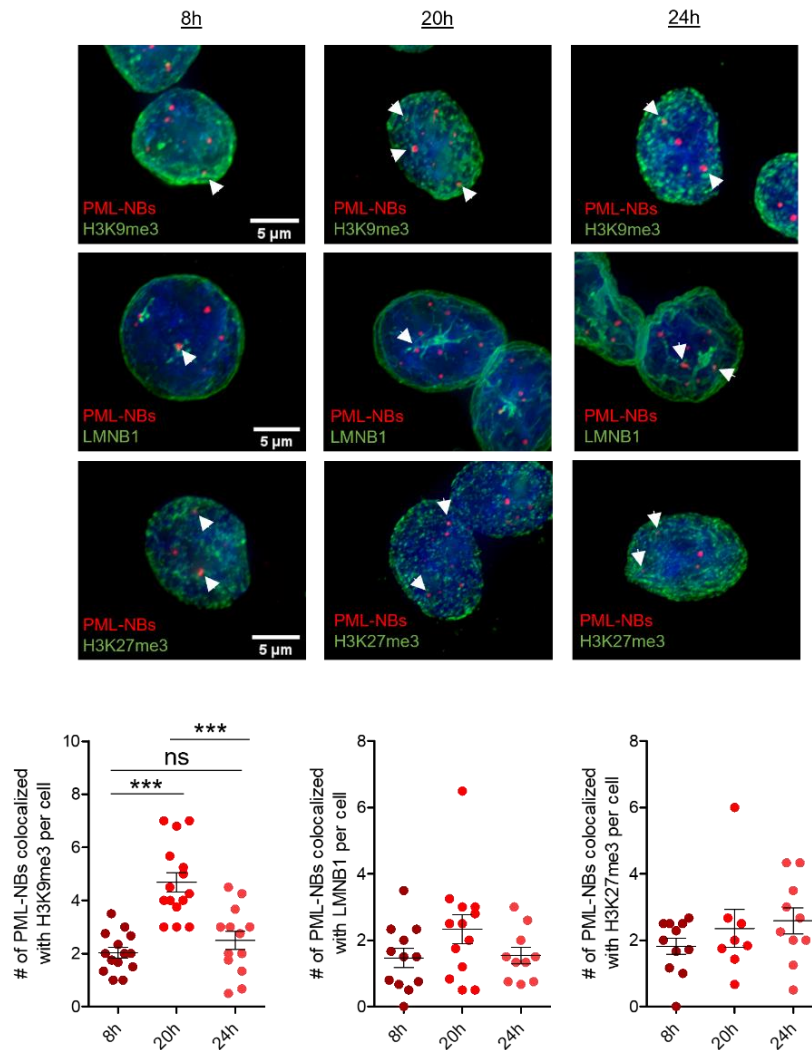 8h
20h
24h
PML-NBs
H3K9me3
5 µm
PML-NBs
H3K9me3
PML-NBs
H3K9me3
PML-NBs
LMNB1
5 µm
PML-NBs
LMNB1
PML-NBs
LMNB1
PML-NBs
H3K27me3
5 µm
PML-NBs
H3K27me3
PML-NBs
H3K27me3
# of PML-NBs colocalized
with H3K9me3 per cell
10
8
6
4
2
0
***
ns
***
8h
20h
24h
# of PML-NBs colocalized
with LMNB1 per cell
8
6
4
2
0
8h
20h
24h
# of PML-NBs colocalized
with H3K27me3 per cell
8
6
4
2
0
8h
20h
24h